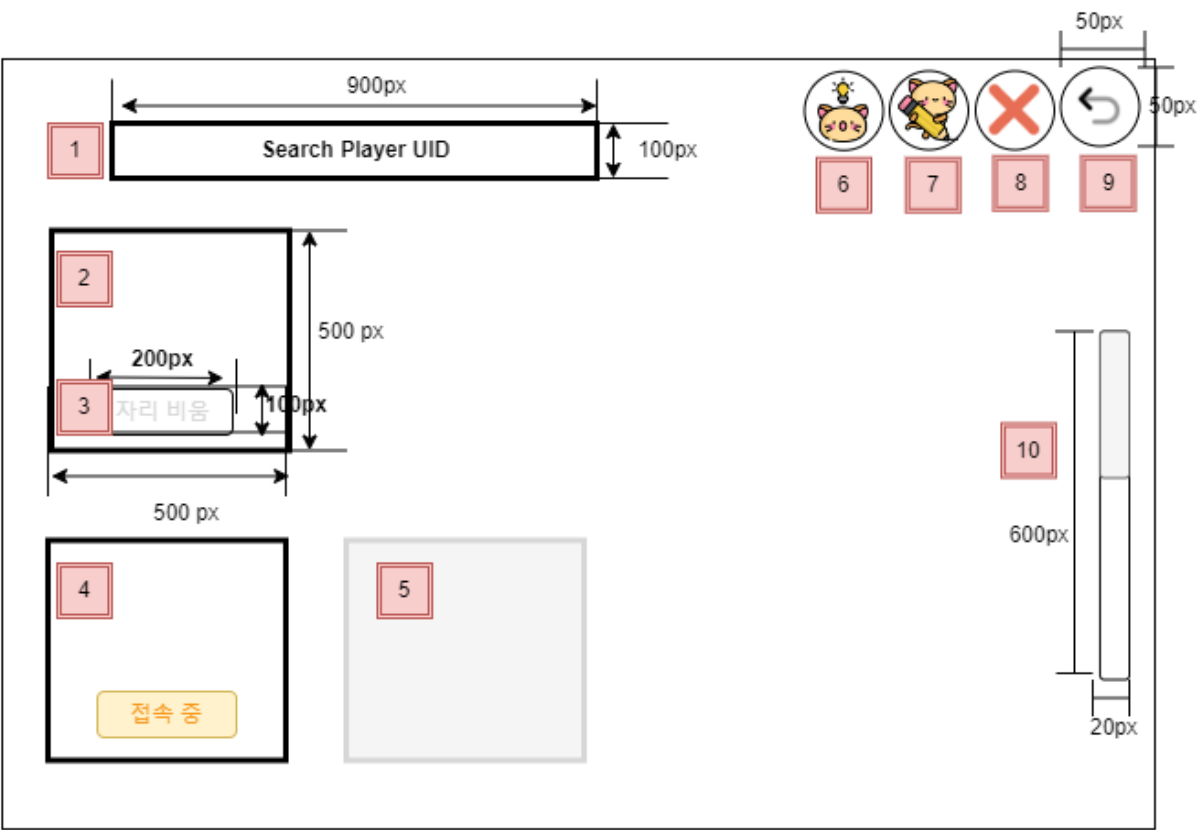 50px
900px
50px
1
Search Player UID
100px
6
7
8
9
2
500 px
200px
3
자리 비움
100px
10
500 px
600px
4
5
접속 중
20px